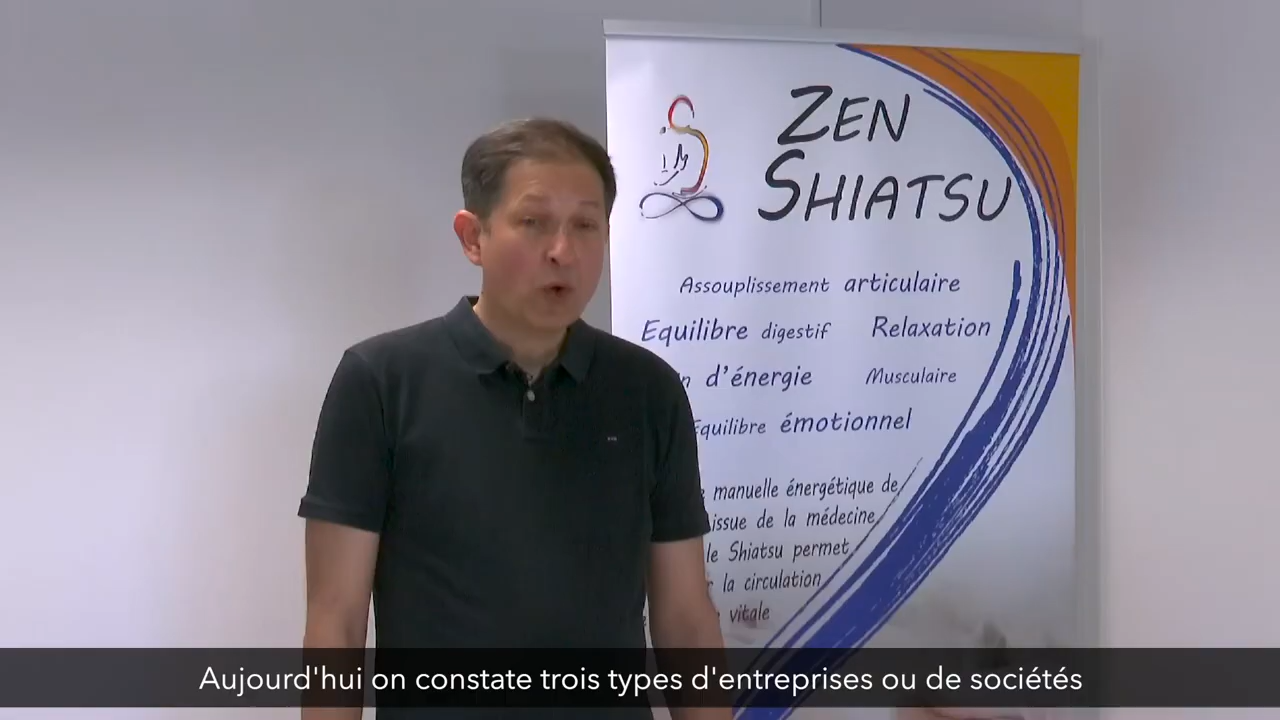 ZEN
SHIATSU
Assouplissement articulaire
Equilibre digestif Relaxation
d'énergie Musculaire
Equilibre émotionnel
manuelle énergétique de
issue de la médecine
le Shiatsu permet
la circulation
vitale
Aujourd'hui on constate trois types d'entreprises ou de sociétés